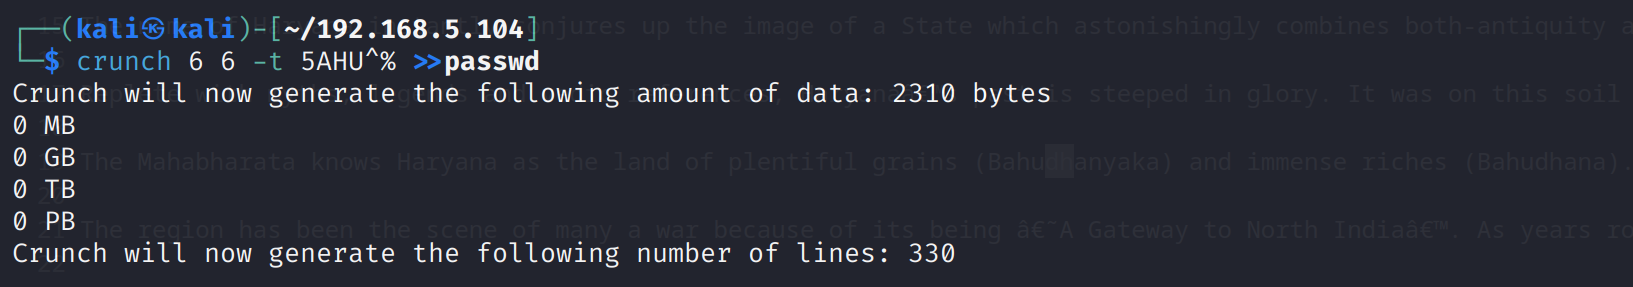 ┌──(kali㉿kali)-[~/192.168.5.104]
└─$ crunch 6 6 -t 5AHU^% >>passwd
Crunch will now generate the following amount of data: 2310 bytes
0 MB
0 GB
0 TB
0 PB
Crunch will now generate the following number of lines: 330
njures up the image of a State which astonishingly combines both-antiquity a
is steeped in glory. It was on this soil
The Mahabharata knows Haryana as the land of plentiful grains (Bahudhanyaka) and immense riches (Bahudhana).
The region has been the scene of many a war because of its being â€˜A Gateway to North Indiaâ€™. As years ro